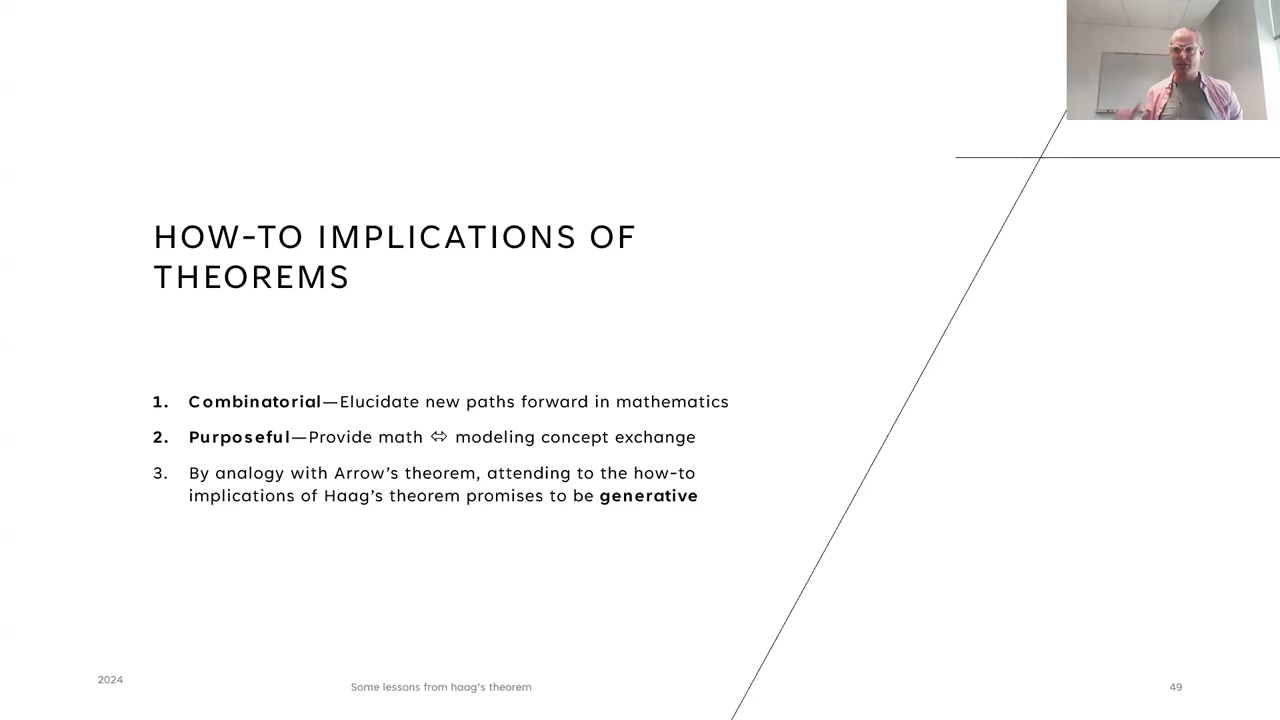 HOW-TO IMPLICATIONS OF
THEOREMS
1. Combinatorial—Elucidate new paths forward in mathematics
2. Purposeful—Provide math ⇔ modeling concept exchange
3. By analogy with Arrow's theorem, attending to the how-to
implications of Haag's theorem promises to be generative
2024
Some lessons from haag's theorem
49